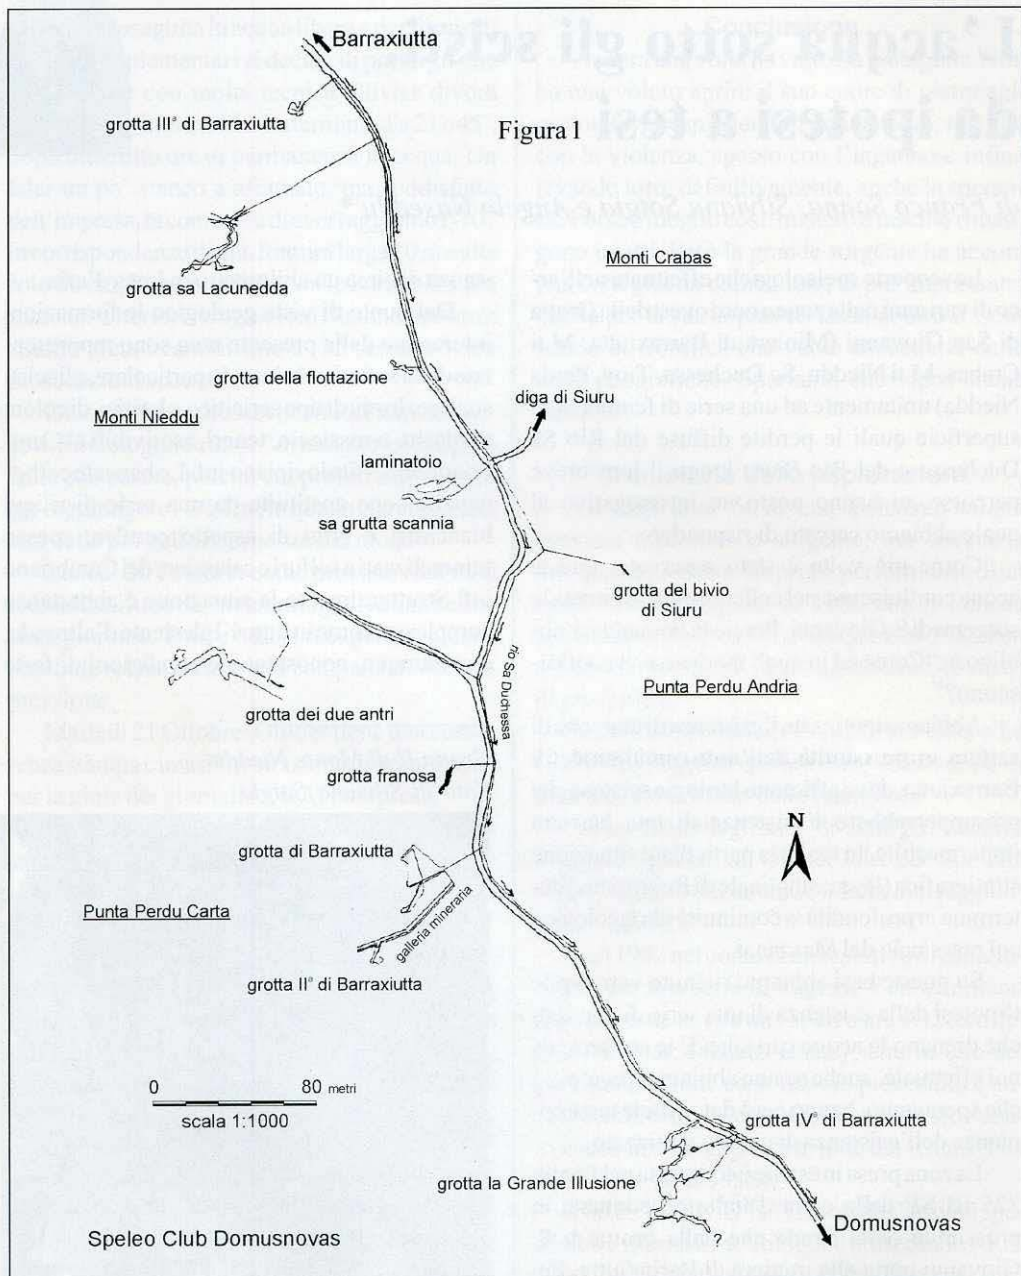 Barraxiutta
grotta III° di Barraxiutta
Figura 1
Monti Crabas
grotta sa Lacunedda
grotta della flottazione
diga di Siuru
Monti Nieddu
laminatoio
sa grutta scannia
grotta del bivio
di Siuru
rio Sa Duchessa
Punta Perdu Andria
grotta dei due antri
grotta franosa
N
grotta di Barraxiutta
Punta Perdu Carta
galleria mineraria
grotta II° di Barraxiutta
0 80 metri
scala 1:1000
grotta IV° di Barraxiutta
grotta la Grande Illusione
Domusnovas
?
Speleo Club Domusnovas